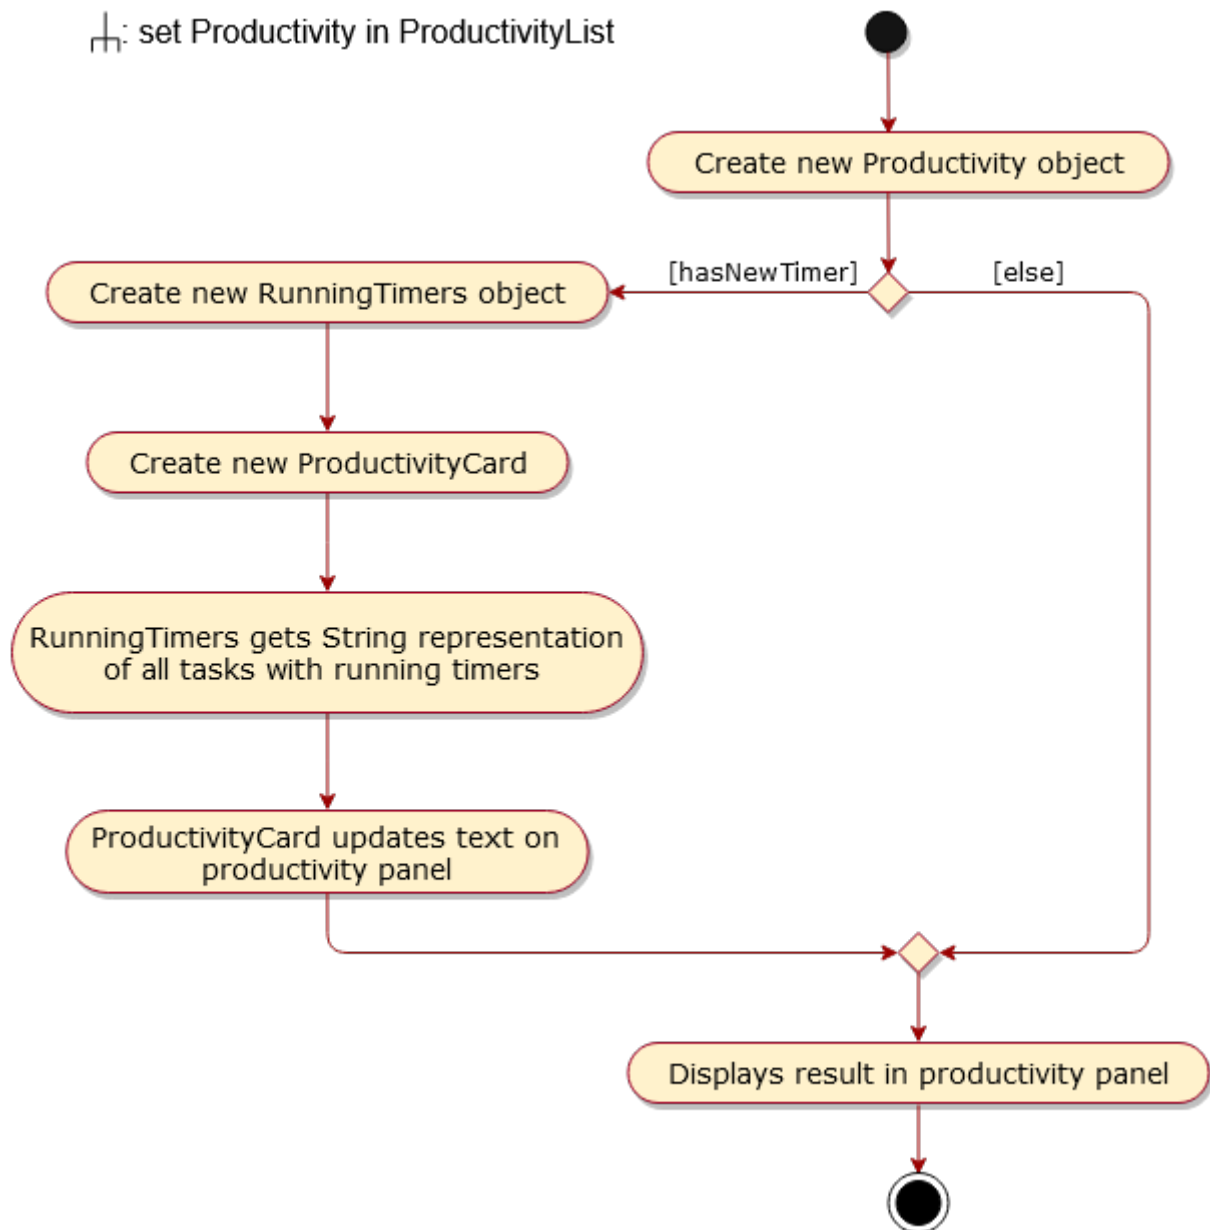 : set Productivity in ProductivityList
Create new Productivity object
[hasNewTimer]
[else]
Create new RunningTimers object
Create new ProductivityCard
RunningTimers gets String representation
of all tasks with running timers
ProductivityCard updates text on
productivity panel
Displays result in productivity panel